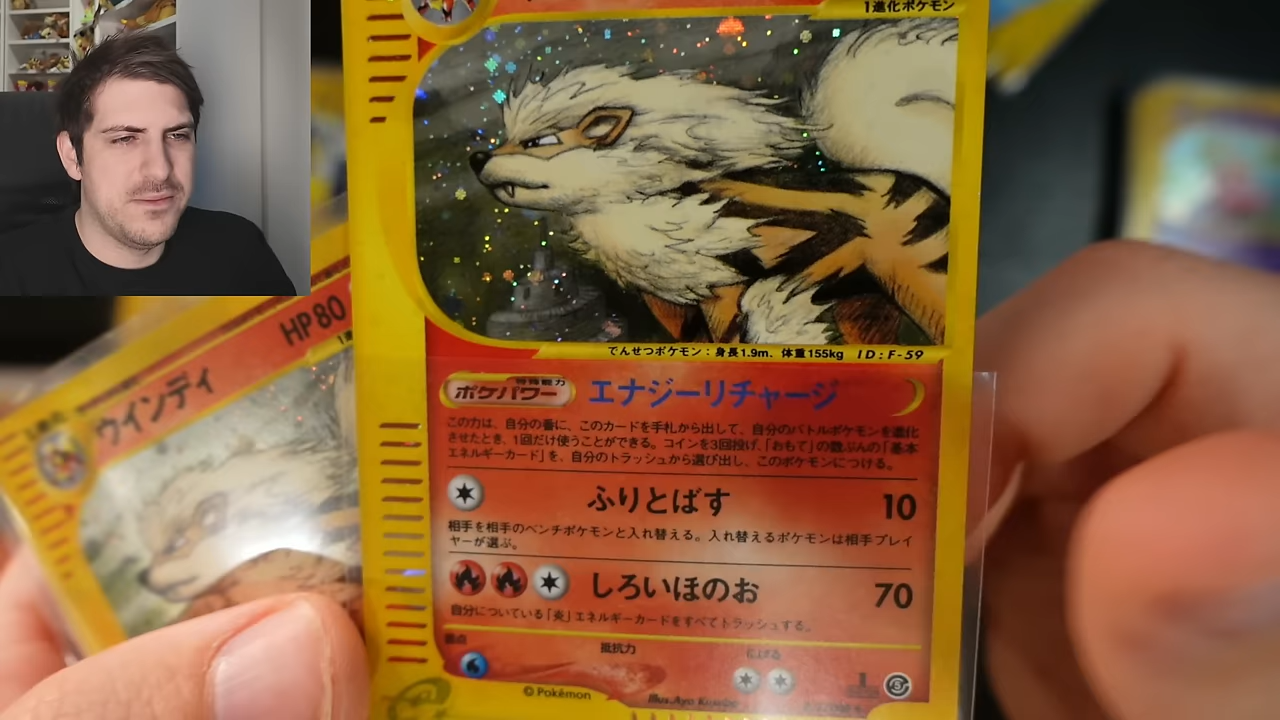 1進化ポケモン
HP80
ウインディ
でんせつポケモン：身長1.9m、体重155kg ID:F-59
特殊能力
ポケパワー エナジーリチャージ
この力は、自分の番に、このカードを手札から出して、自分のバトルポケモンを進化
させたとき、1回だけ使うことができる。コインを3回投げ、「おもて」の数ぶんの「基本
エネルギーカード」を、自分のトラッシュから選び出し、このポケモンにつける。
ふりとばす 10
相手を相手のベンチポケモンと入れ替える。入れ替えるポケモンは相手プレイ
ヤーが選ぶ。
しろいほのお 70
自分についている「炎」エネルギーカードをすべてトラッシュする。
弱点 抵抗力 にげる
©Pokémon